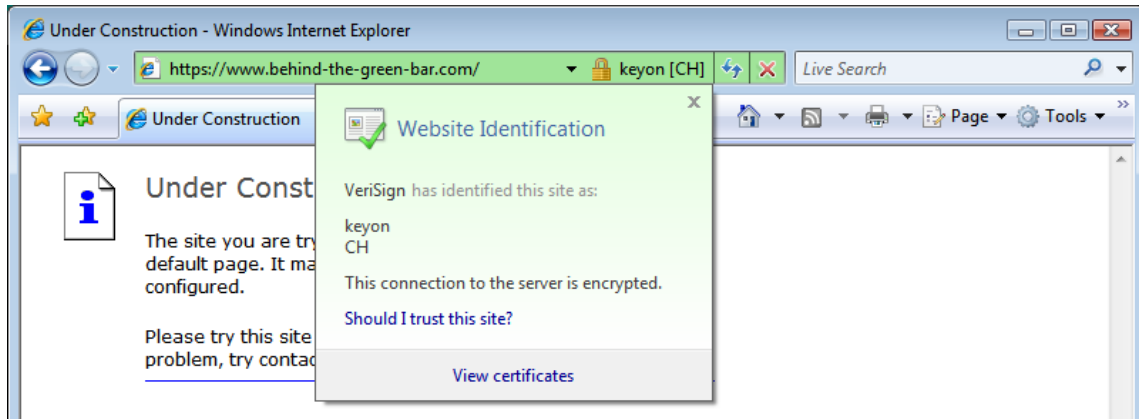 Under Construction - Windows Internet Explorer
https://www.behind-the-green-bar.com/ keyon [CH] Live Search
Under Construction Page Tools
Website Identification
VeriSign has identified this site as:
keyon
CH
This connection to the server is encrypted.
Should I trust this site?
View certificates
Under Const
The site you are
default page. It
configured.
Please try this site
problem, try